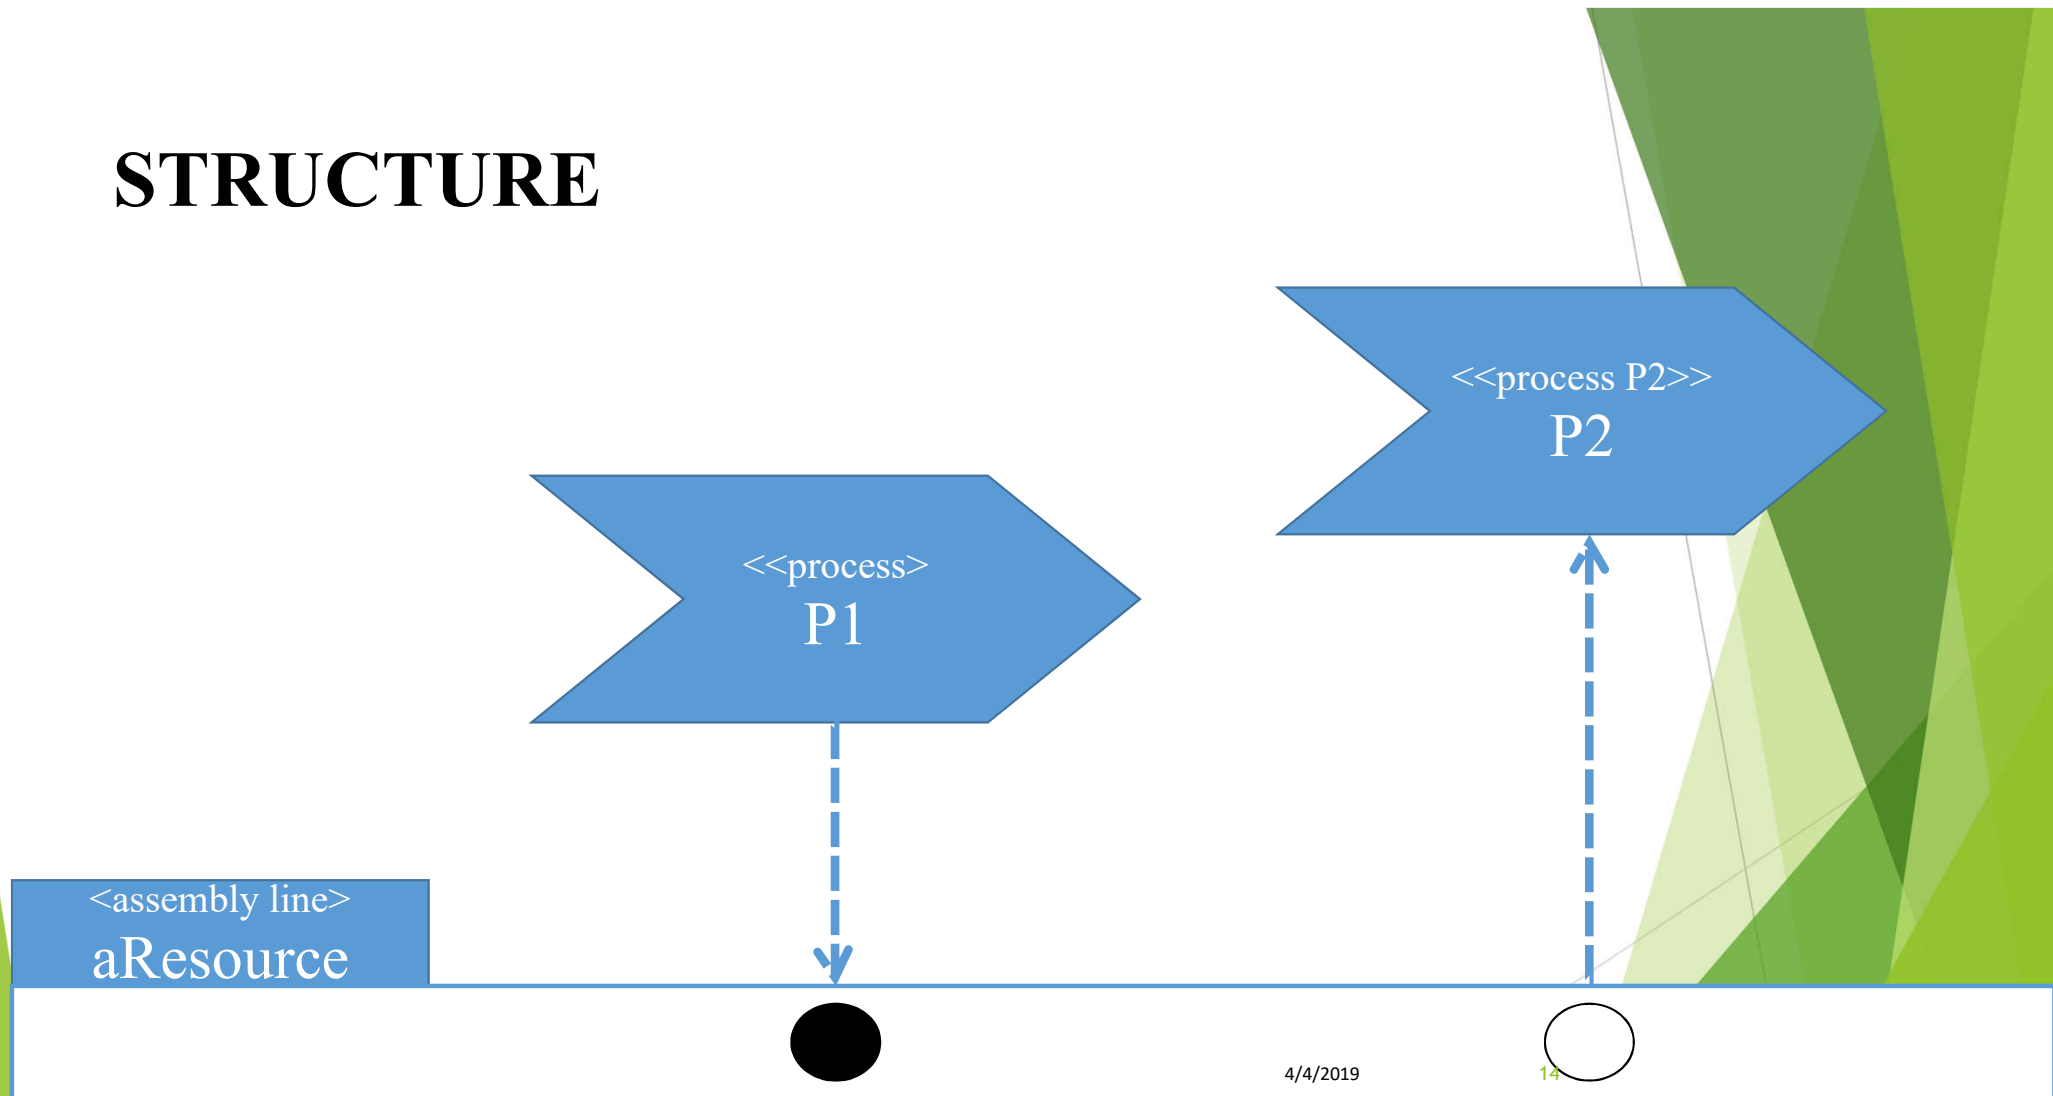 STRUCTURE
<<process P2>>
P2
<<process>
P1
<assembly line>
aResource
4/4/2019
14